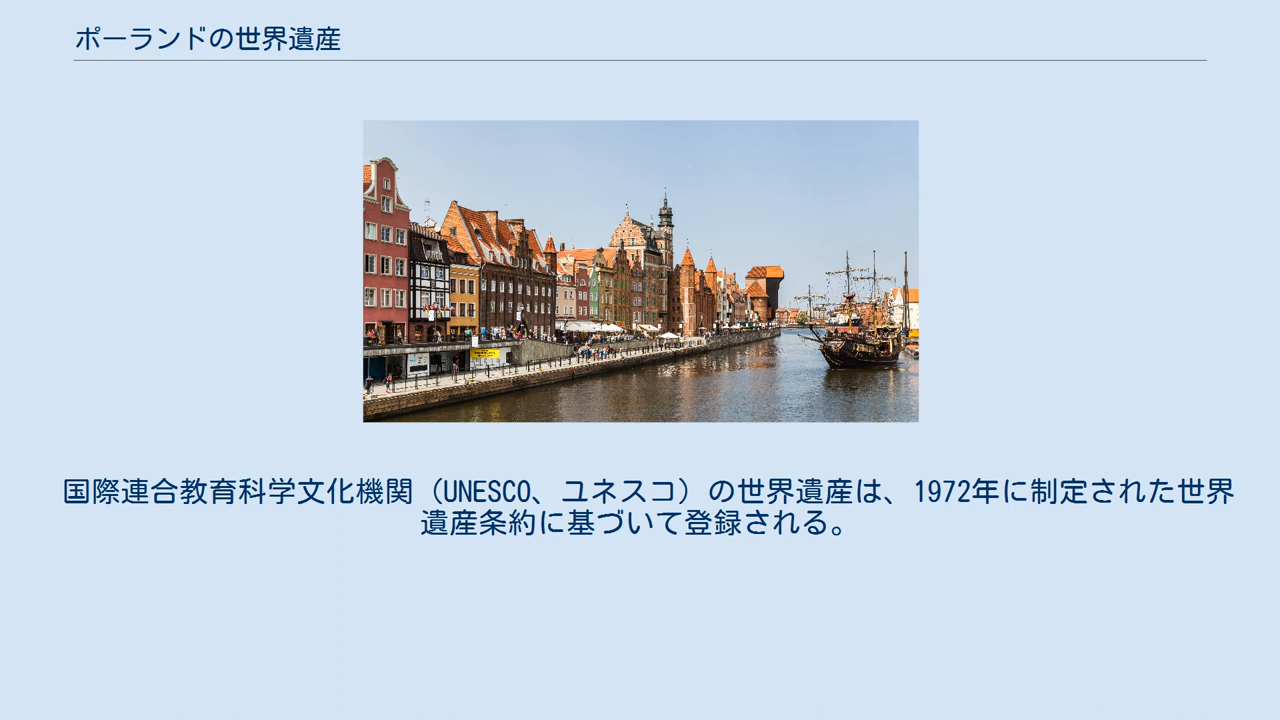 ポーランドの世界遺産
国際連合教育科学文化機関（UNESCO、ユネスコ）の世界遺産は、1972年に制定された世界
遺産条約に基づいて登録される。